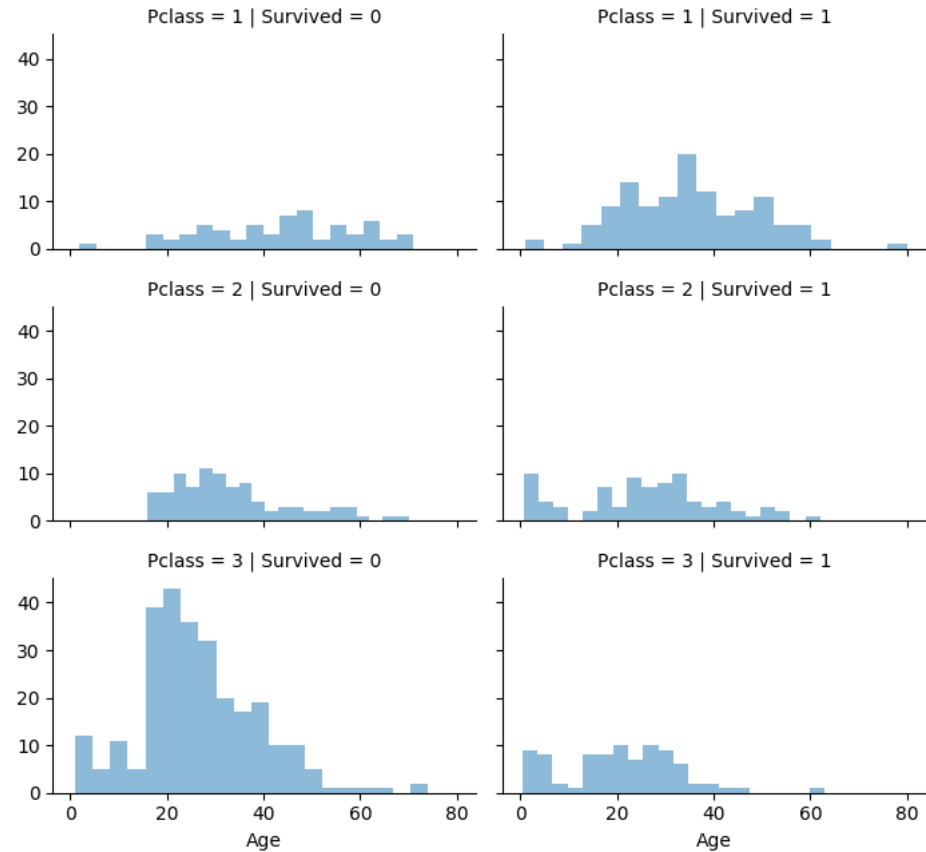 Pclass = 1 | Survived = 0
Pclass = 1 | Survived = 1
40
30
20
10
0
Pclass = 2 | Survived = 0
Pclass = 2 | Survived = 1
40
30
20
10
0
Pclass = 3 | Survived = 0
Pclass = 3 | Survived = 1
40
30
20
10
0
0 20 40 60 80
0 20 40 60 80
Age
Age